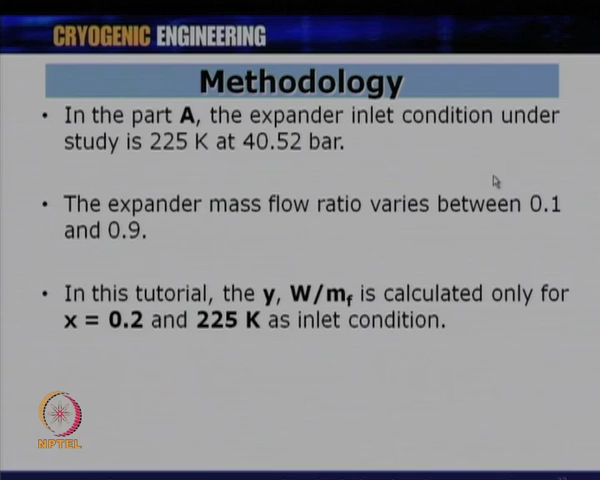 CRYOGENIC ENGINEERING
Methodology
• In the part A, the expander inlet condition under
study is 225 K at 40.52 bar.
• The expander mass flow ratio varies between 0.1
and 0.9.
• In this tutorial, the y, W/mf is calculated only for
x = 0.2 and 225 K as inlet condition.
NPTEL